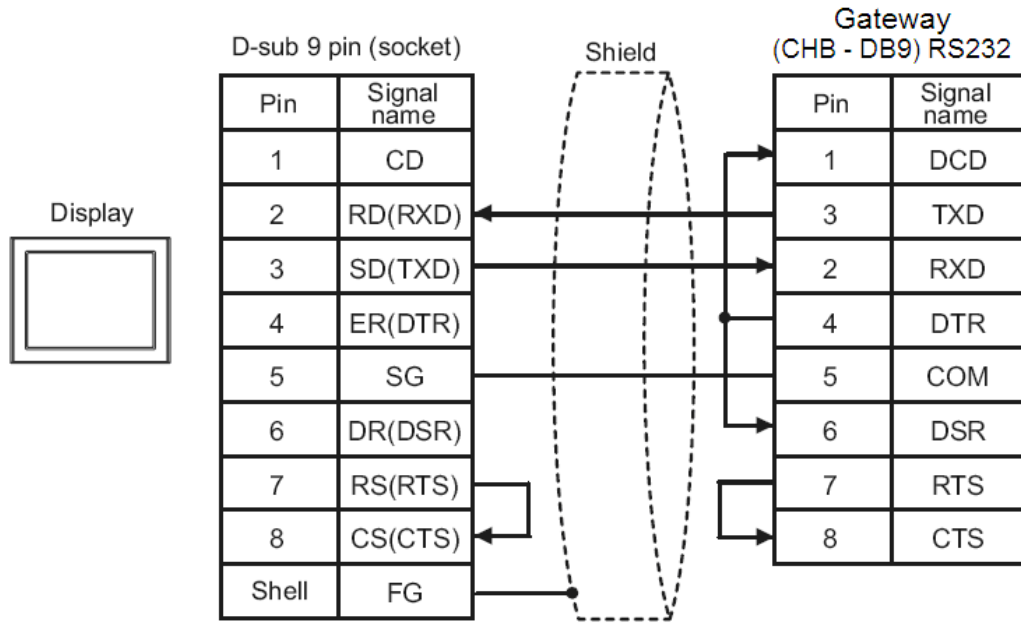 Gateway
D-sub 9 pin (socket)
Shield
(CHB - DB9) RS232
Pin
Signal
name
Pin
Signal
name
1
CD
1
DCD
Display
2
RD(RXD)
3
TXD
3
SD(TXD)
2
RXD
4
ER(DTR)
4
DTR
5
SG
5
COM
6
DR(DSR)
6
DSR
7
RS(RTS)
7
RTS
8
CS(CTS)
8
CTS
Shell
FG